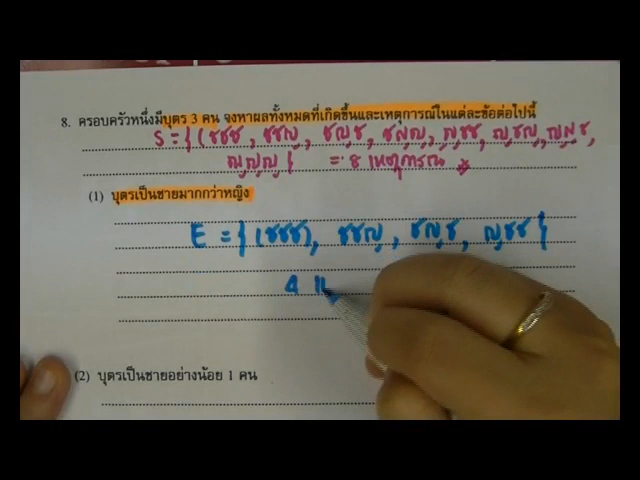 8. ครอบครัวหนึ่งมีบุตร 3 คน จงหาผลทั้งหมดที่เกิดขึ้นและเหตุการณ์ในแต่ละข้อต่อไปนี้
S = { (ชชช, ชชญ, ชญช, ชญญ, ญชช, ญชญ, ญญช,
ญญญ } = 8 เหตุการณ์
(1) บุตรเป็นชายมากกว่าหญิง
E = { (ชชช), ชชญ, ชญช, ญชช }
4 แ
(2) บุตรเป็นชายอย่างน้อย 1 คน